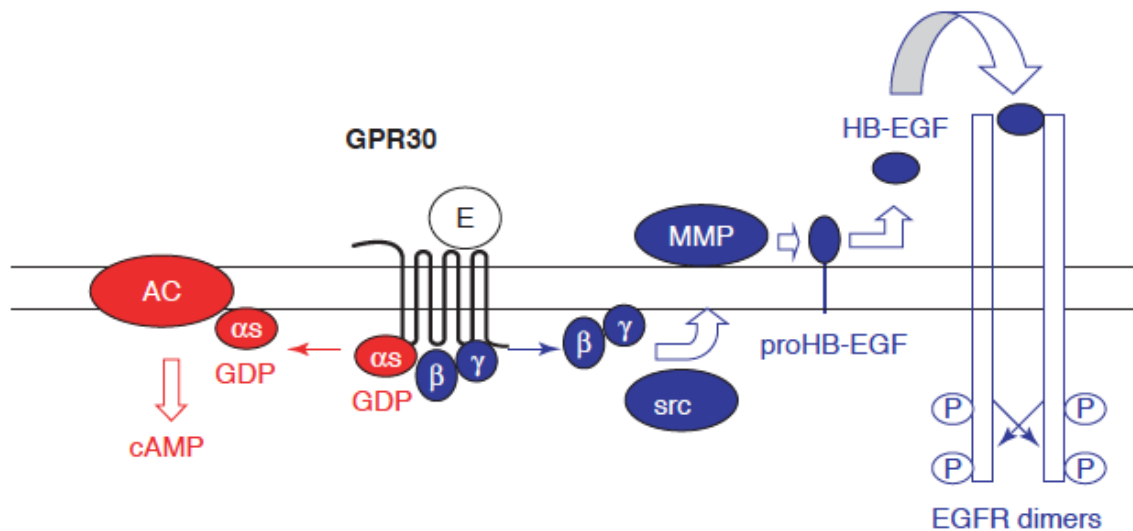 HB-EGF
GPR30
E
MMP
AC
αs
GDP
αs
GDP
β
γ
β
γ
proHB-EGF
src
cAMP
P
P
P
P
EGFR dimers